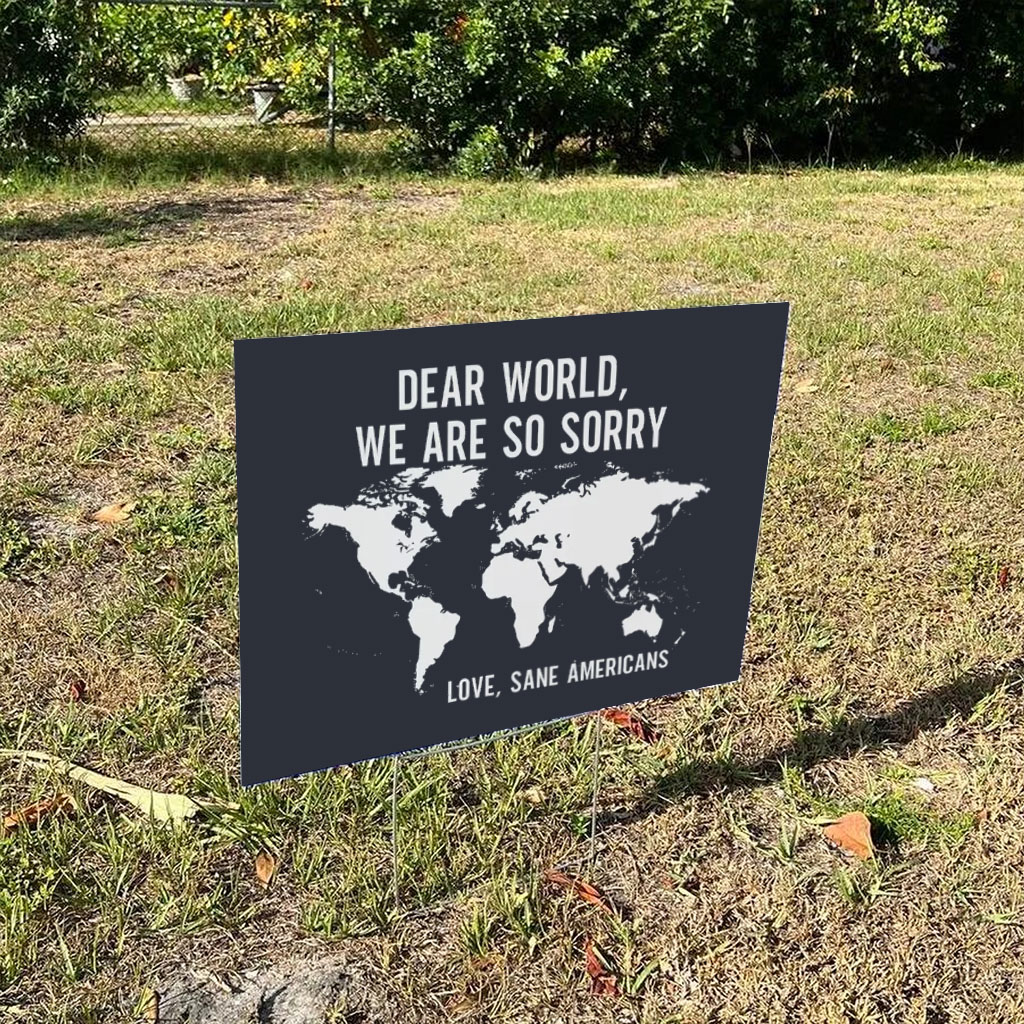 DEAR WORLD,
WE ARE SO SORRY
LOVE, SANE AMERICANS